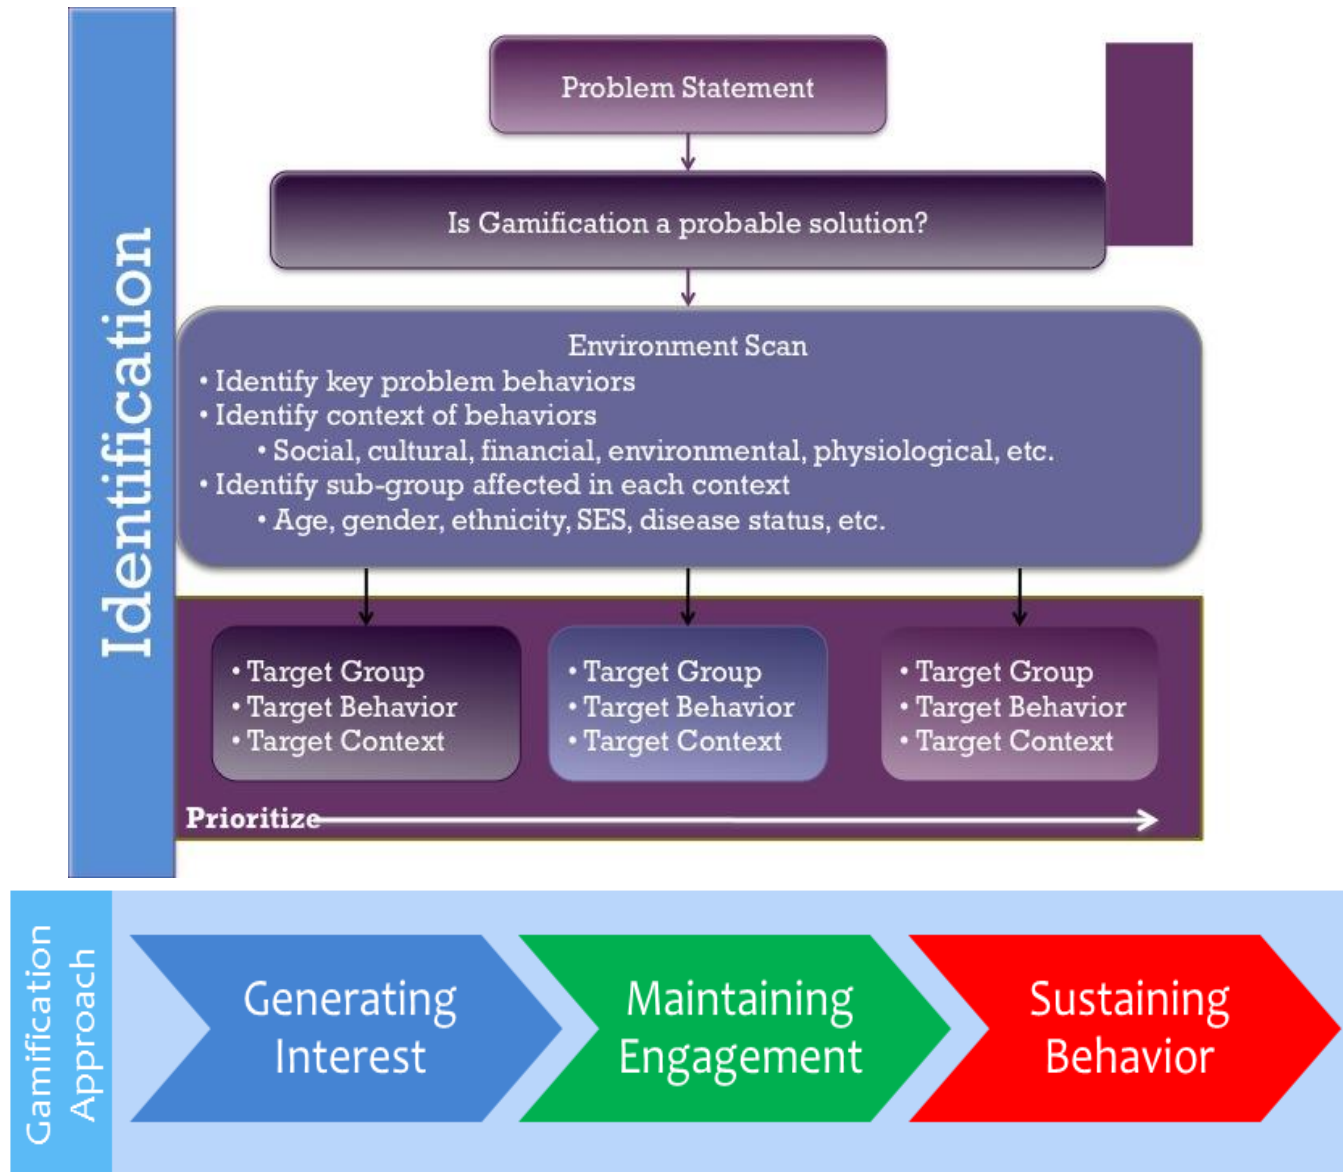 Identification
Problem Statement
Is Gamification a probable solution?
Environment Scan
• Identify key problem behaviors
• Identify context of behaviors
• Social, cultural, financial, environmental, physiological, etc.
• Identify sub-group affected in each context
• Age, gender, ethnicity, SES, disease status, etc.
• Target Group
• Target Behavior
• Target Context
• Target Group
• Target Behavior
• Target Context
• Target Group
• Target Behavior
• Target Context
Prioritize
Gamification
Approach
Generating
Interest
Maintaining
Engagement
Sustaining
Behavior